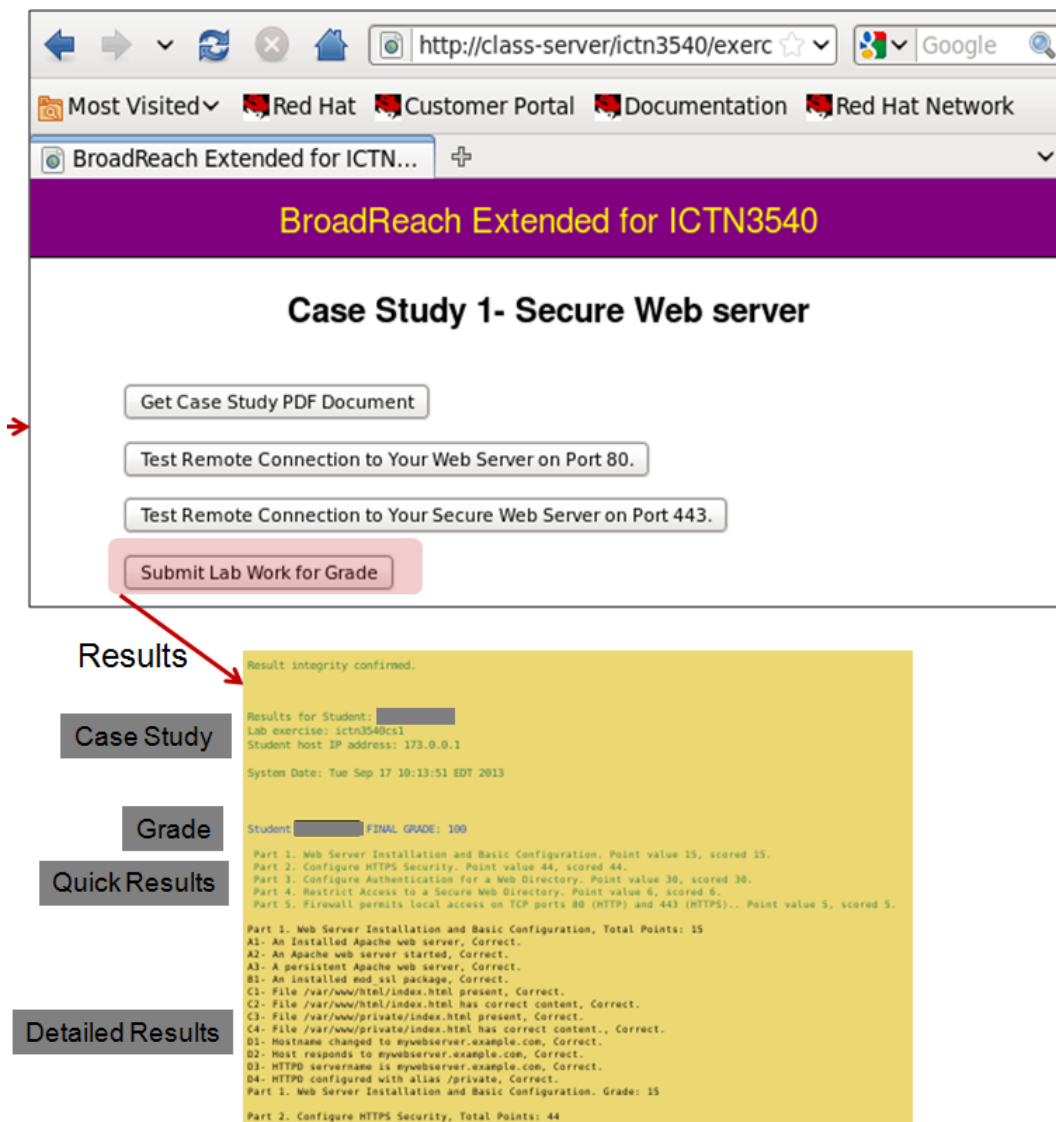 http://class-server/ictn3540/exerc
Google
Most Visited
Red Hat
Customer Portal
Documentation
Red Hat Network
BroadReach Extended for ICTN...
BroadReach Extended for ICTN3540
Case Study 1- Secure Web server
Get Case Study PDF Document
Test Remote Connection to Your Web Server on Port 80.
Test Remote Connection to Your Secure Web Server on Port 443.
Submit Lab Work for Grade
Results
Result integrity confirmed.
Case Study
Results for Student:
Lab exercise: ictn3540cs1
Student host IP address: 173.0.0.1
System Date: Tue Sep 17 10:13:51 EDT 2013
Grade
Student FINAL GRADE: 100
Quick Results
Part 1. Web Server Installation and Basic Configuration. Point value 15, scored 15.
Part 2. Configure HTTPS Security. Point value 44, scored 44.
Part 3. Configure Authentication for a Web Directory. Point value 30, scored 30.
Part 4. Restrict Access to a Secure Web Directory. Point value 6, scored 6.
Part 5. Firewall permits local access on TCP ports 80 (HTTP) and 443 (HTTPS).. Point value 5, scored 5.
Detailed Results
Part 1. Web Server Installation and Basic Configuration, Total Points: 15
A1- An Installed Apache web server, Correct.
A2- An Apache web server started, Correct.
A3- A persistent Apache web server, Correct.
B1- An installed mod_ssl package, Correct.
C1- File /var/www/html/index.html present, Correct.
C2- File /var/www/html/index.html has correct content, Correct.
C3- File /var/www/private/index.html present, Correct.
C4- File /var/www/private/index.html has correct content., Correct.
D1- Hostname changed to mywebserver.example.com, Correct.
D2- Host responds to mywebserver.example.com, Correct.
D3- HTTPD servername is mywebserver.example.com, Correct.
D4- HTTPD configured with alias /private, Correct.
Part 1. Web Server Installation and Basic Configuration. Grade: 15
Part 2. Configure HTTPS Security, Total Points: 44